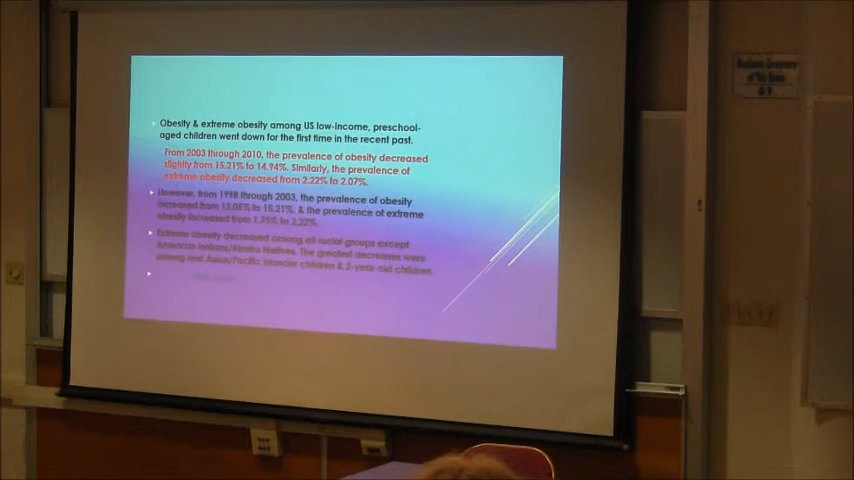 Obesity & extreme obesity among US low-income, preschool-
aged children went down for the first time in the recent past.
From 2003 through 2010, the prevalence of obesity decreased
slightly from 15.21% to 14.94%. Similarly, the prevalence of
extreme obesity decreased from 2.22% to 2.07%.
However, from 1998 through 2003, the prevalence of obesity
increased from 13.05% to 15.21%, & the prevalence of extreme
obesity increased from 1.75% to 2.22%.
Extreme obesity decreased among all racial groups except
American Indians/Alaska Natives. The greatest decreases were
among and Asian/Pacific Islander children & 2-year-old children.
of This Room